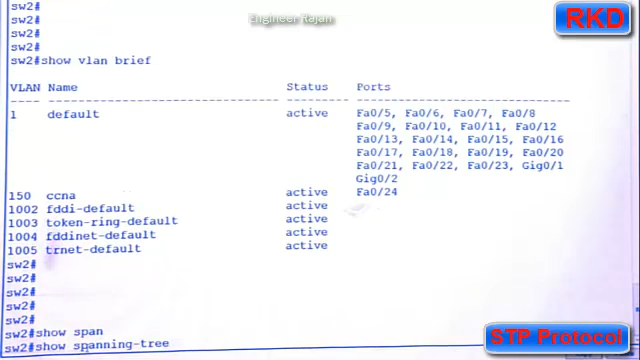 sw2#
Engineer Rajan
RKD
sw2#
sw2#
sw2#
sw2#show vlan brief
VLAN Name Status Ports
---- -------------------------------- --------- -------------------------------
1 default active Fa0/5, Fa0/6, Fa0/7, Fa0/8
Fa0/9, Fa0/10, Fa0/11, Fa0/12
Fa0/13, Fa0/14, Fa0/15, Fa0/16
Fa0/17, Fa0/18, Fa0/19, Fa0/20
Fa0/21, Fa0/22, Fa0/23, Gig0/1
Gig0/2
150 ccna active Fa0/24
1002 fddi-default active
1003 token-ring-default active
1004 fddinet-default active
1005 trnet-default active
sw2#
sw2#
sw2#
sw2#
sw2#
sw2#show span
sw2#show spanning-tree
STP Protocol